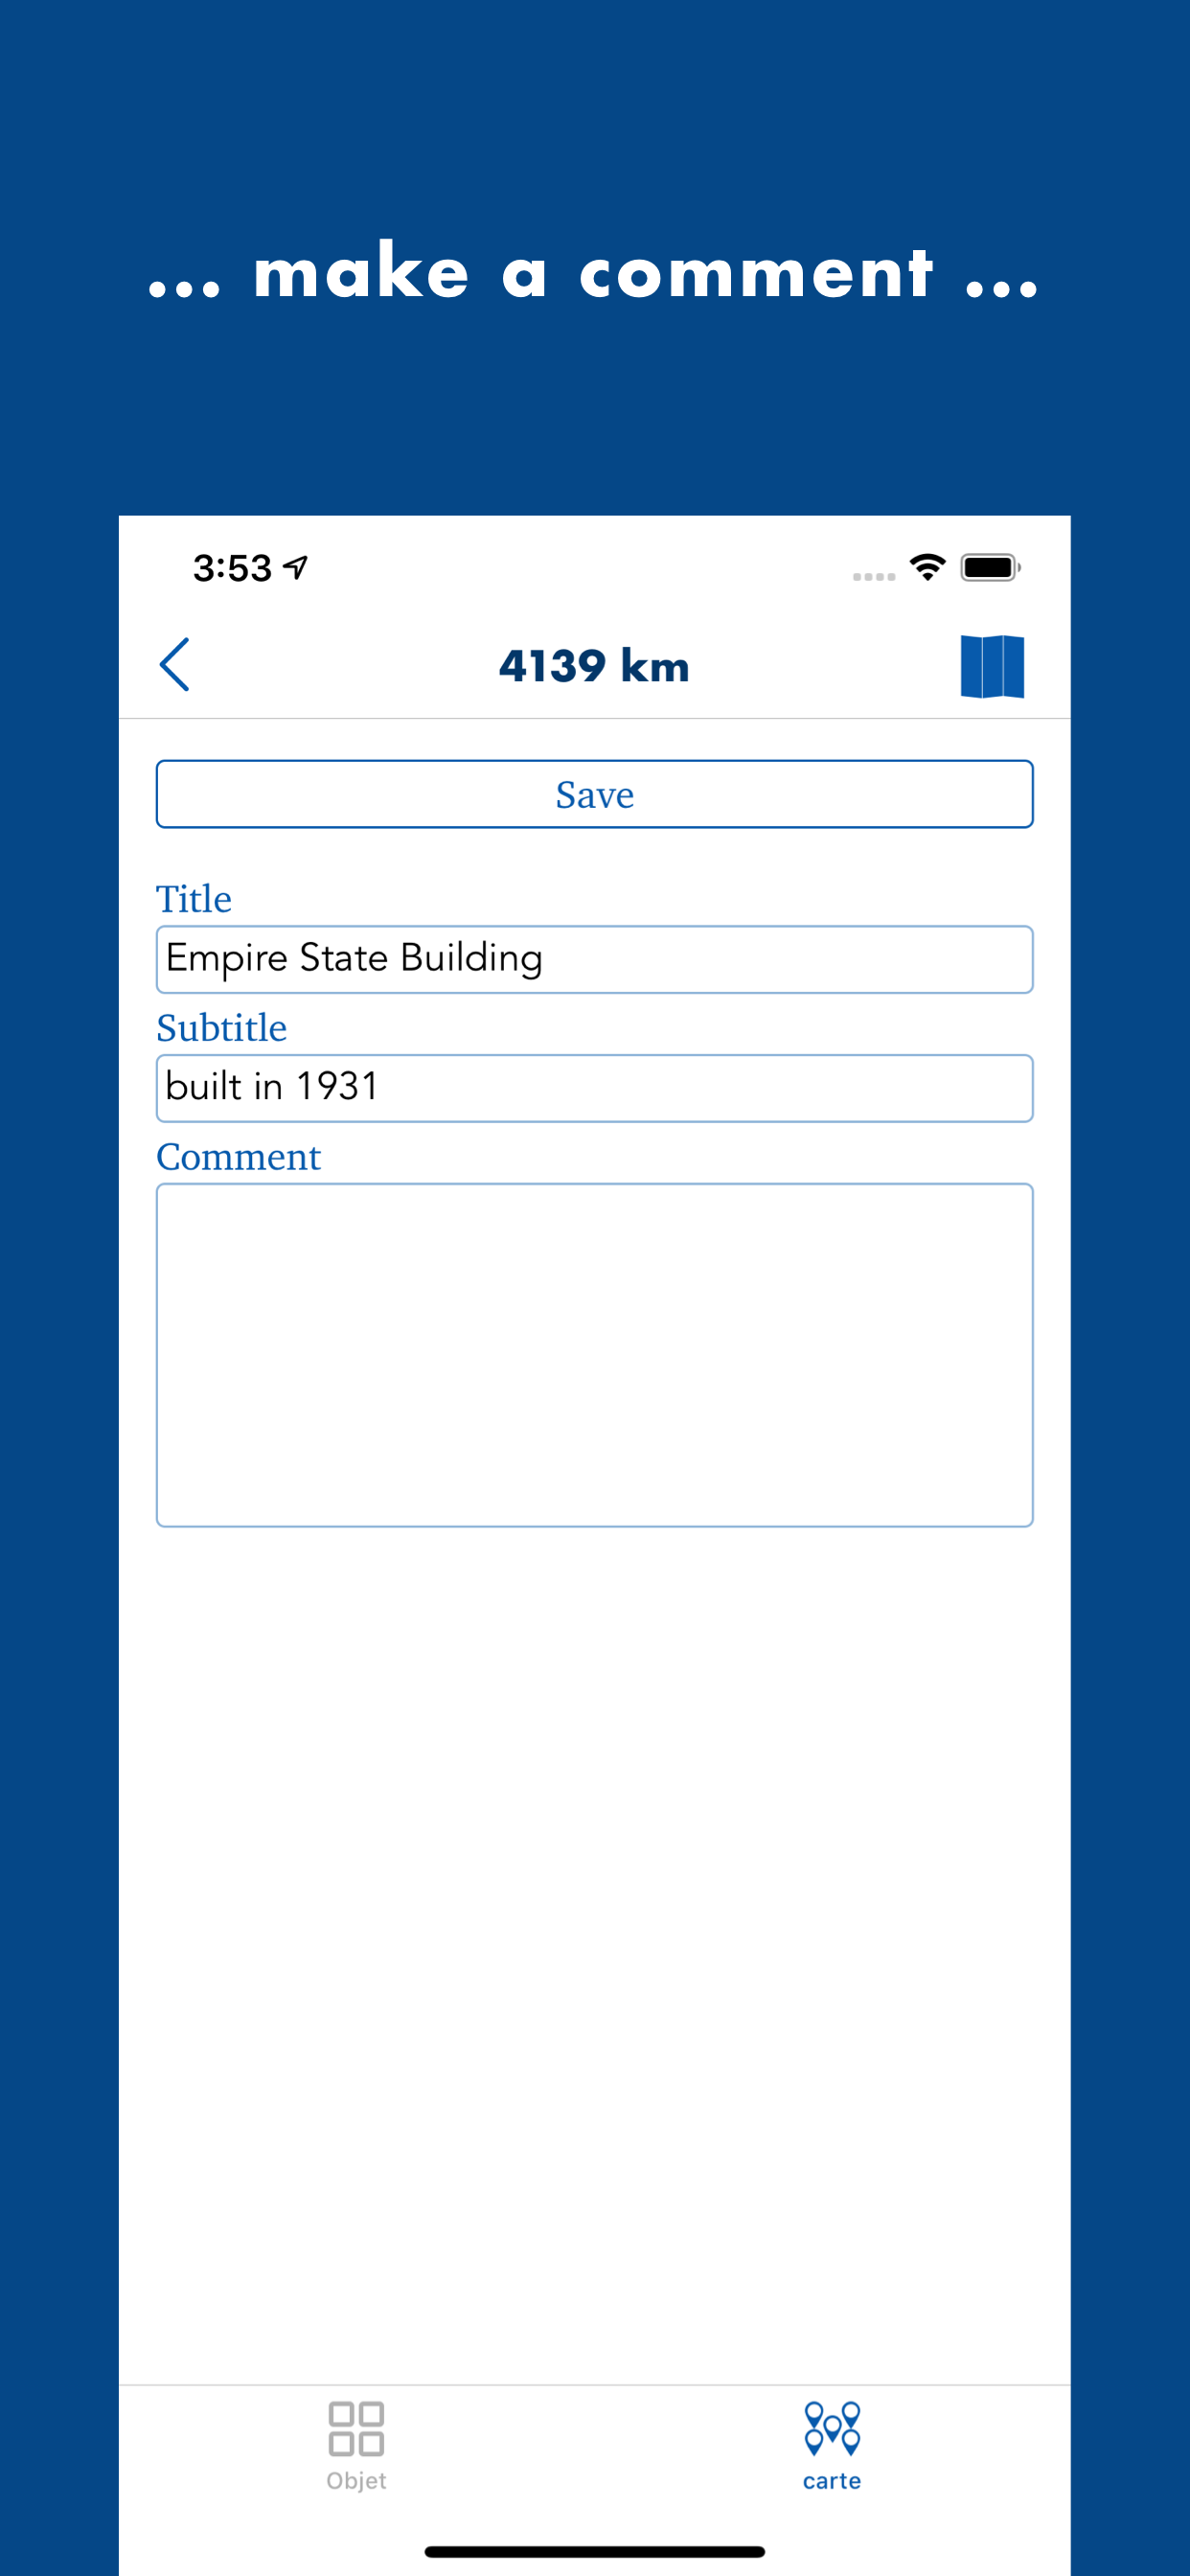 ... make a comment ...
3:53
4139 km
Save
Title
Empire State Building
Subtitle
built in 1931
Comment
Objet
carte